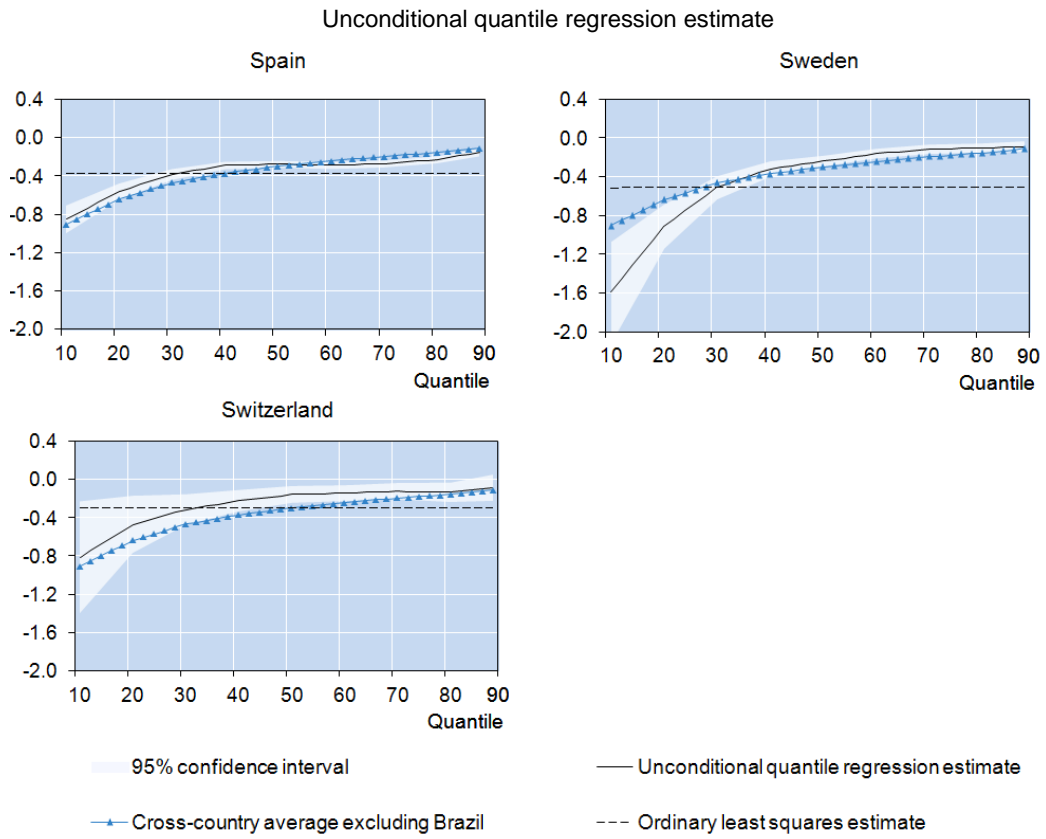 Unconditional quantile regression estimate
Spain
0.4
0.0
-0.4
-0.8
-1.2
-1.6
-2.0
10 20 30 40 50 60 70 80 90
Quantile
Sweden
0.4
0.0
-0.4
-0.8
-1.2
-1.6
-2.0
10 20 30 40 50 60 70 80 90
Quantile
Switzerland
0.4
0.0
-0.4
-0.8
-1.2
-1.6
-2.0
10 20 30 40 50 60 70 80 90
Quantile
95% confidence interval
Unconditional quantile regression estimate
Cross-country average excluding Brazil
Ordinary least squares estimate